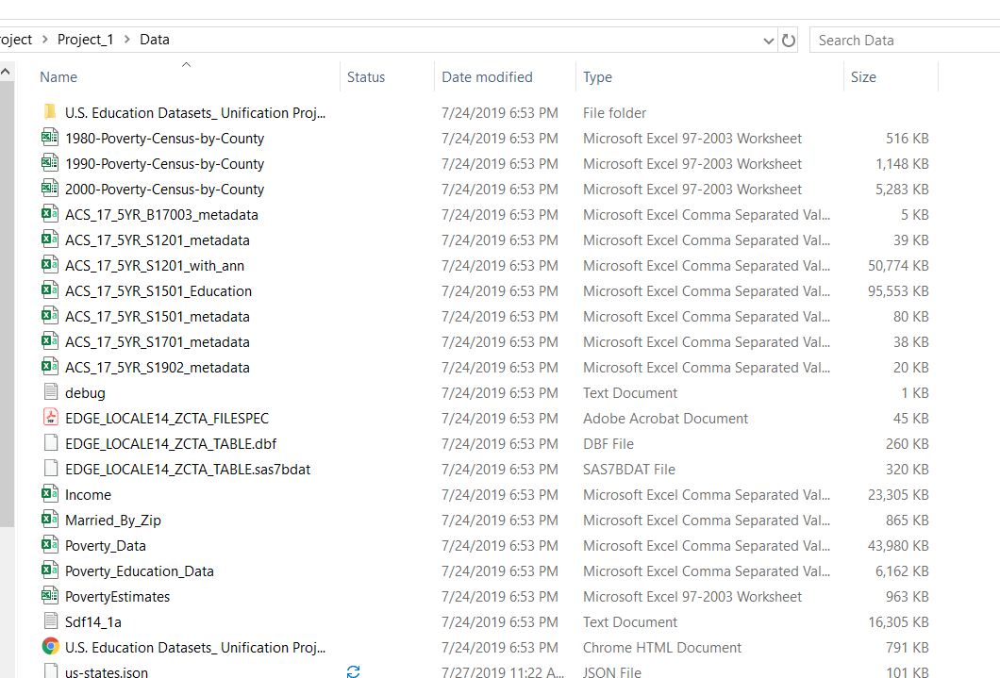 roject > Project_1 > Data Search Data
Name Status Date modified Type Size
U.S. Education Datasets_ Unification Proj... 7/24/2019 6:53 PM File folder
1980-Poverty-Census-by-County 7/24/2019 6:53 PM Microsoft Excel 97-2003 Worksheet 516 KB
1990-Poverty-Census-by-County 7/24/2019 6:53 PM Microsoft Excel 97-2003 Worksheet 1,148 KB
2000-Poverty-Census-by-County 7/24/2019 6:53 PM Microsoft Excel 97-2003 Worksheet 5,283 KB
ACS_17_5YR_B17003_metadata 7/24/2019 6:53 PM Microsoft Excel Comma Separated Val... 5 KB
ACS_17_5YR_S1201_metadata 7/24/2019 6:53 PM Microsoft Excel Comma Separated Val... 39 KB
ACS_17_5YR_S1201_with_ann 7/24/2019 6:53 PM Microsoft Excel Comma Separated Val... 50,774 KB
ACS_17_5YR_S1501_Education 7/24/2019 6:53 PM Microsoft Excel Comma Separated Val... 95,553 KB
ACS_17_5YR_S1501_metadata 7/24/2019 6:53 PM Microsoft Excel Comma Separated Val... 80 KB
ACS_17_5YR_S1701_metadata 7/24/2019 6:53 PM Microsoft Excel Comma Separated Val... 38 KB
ACS_17_5YR_S1902_metadata 7/24/2019 6:53 PM Microsoft Excel Comma Separated Val... 20 KB
debug 7/24/2019 6:53 PM Text Document 1 KB
EDGE_LOCALE14_ZCTA_FILESPEC 7/24/2019 6:53 PM Adobe Acrobat Document 45 KB
EDGE_LOCALE14_ZCTA_TABLE.dbf 7/24/2019 6:53 PM DBF File 260 KB
EDGE_LOCALE14_ZCTA_TABLE.sas7bdat 7/24/2019 6:53 PM SAS7BDAT File 320 KB
Income 7/24/2019 6:53 PM Microsoft Excel Comma Separated Val... 23,305 KB
Married_By_Zip 7/24/2019 6:53 PM Microsoft Excel Comma Separated Val... 865 KB
Poverty_Data 7/24/2019 6:53 PM Microsoft Excel Comma Separated Val... 43,980 KB
Poverty_Education_Data 7/24/2019 6:53 PM Microsoft Excel Comma Separated Val... 6,162 KB
PovertyEstimates 7/24/2019 6:53 PM Microsoft Excel 97-2003 Worksheet 963 KB
Sdf14_1a 7/24/2019 6:53 PM Text Document 16,305 KB
U.S. Education Datasets_ Unification Proj... 7/24/2019 6:53 PM Chrome HTML Document 791 KB
us-states.json 7/27/2019 11:22 A... JSON File 101 KB